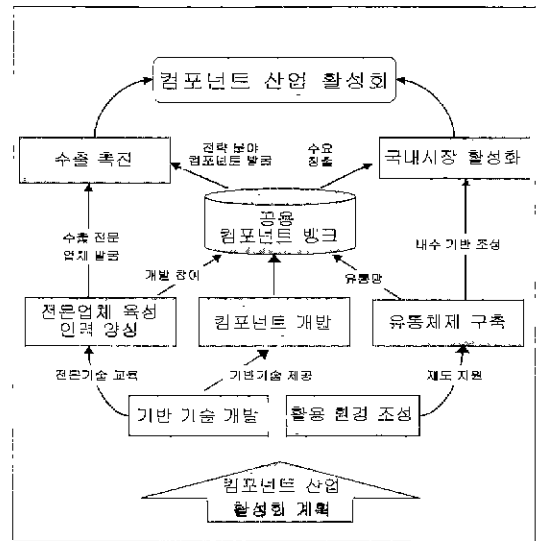 컴포넌트 산업 활성화
수출 촉진
전략 분야
컴포넌트 발굴
수요
창출
국내시장 활성화
공용
컴포넌트 뱅크
수출 전문
업체 발굴
내수 기반 조성
개발 참여
유통망
전문업체 육성
인력 양성
컴포넌트 개발
유통체제 구축
전문기술 교육
기반기술 제공
제도 지원
기반 기술 개발
활용 환경 조성
컴포넌트 산업
활성화 계획